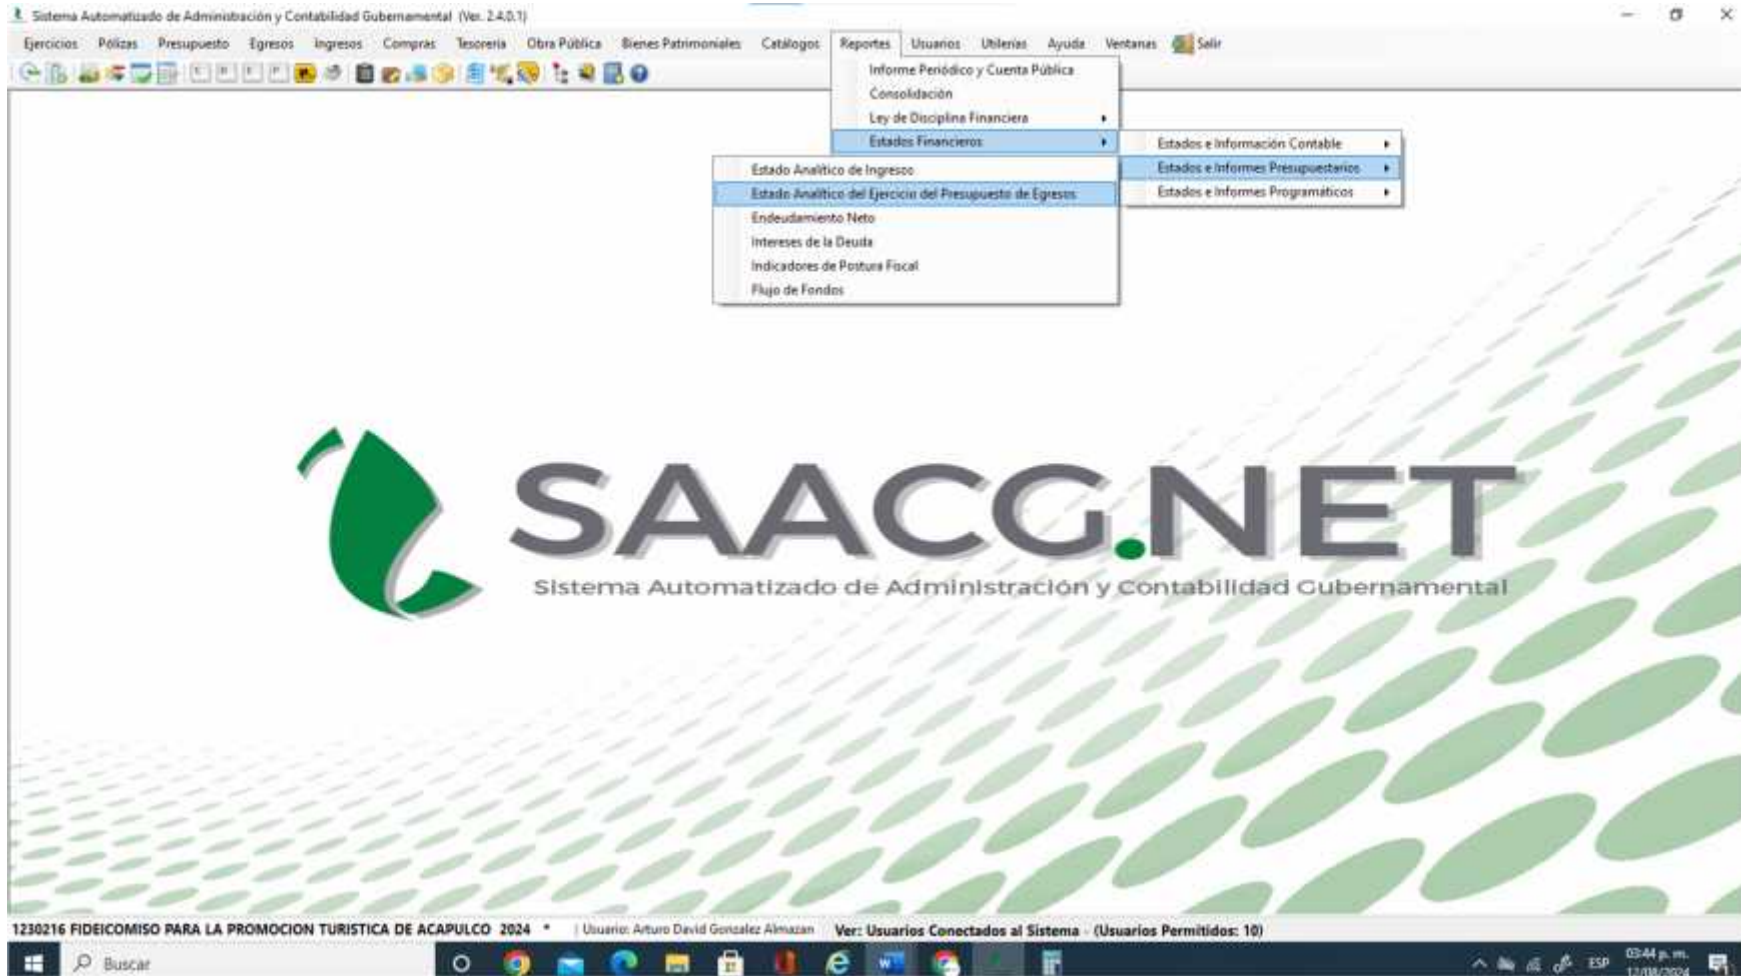 Sistema Automatizado de Administración y Contabilidad Gubernamental (Ver. 2.4.0.1)
Ejercicios Pólizas Presupuesto Egresos Ingresos Compras Tesorería Obra Pública Bienes Patrimoniales Catálogos Reportes Usuarios Utilerías Ayuda Ventanas Salir
Informe Periódico y Cuenta Pública
Consolidación
Ley de Disciplina Financiera
Estados Financieros
Estados e Información Contable
Estados e Informes Presupuestarios
Estados e Informes Programáticos
Estado Analítico de Ingresos
Estado Analítico del Ejercicio del Presupuesto de Egresos
Endeudamiento Neto
Intereses de la Deuda
Indicadores de Postura Fiscal
Flujo de Fondos
SAACG.NET
Sistema Automatizado de Administración y Contabilidad Gubernamental
1230216 FIDEICOMISO PARA LA PROMOCION TURISTICA DE ACAPULCO 2024 * | Usuario: Arturo David Gonzalez Almazan Ver: Usuarios Conectados al Sistema - (Usuarios Permitidos: 10)
Buscar
ESP
03:44 p. m.
12/08/2024